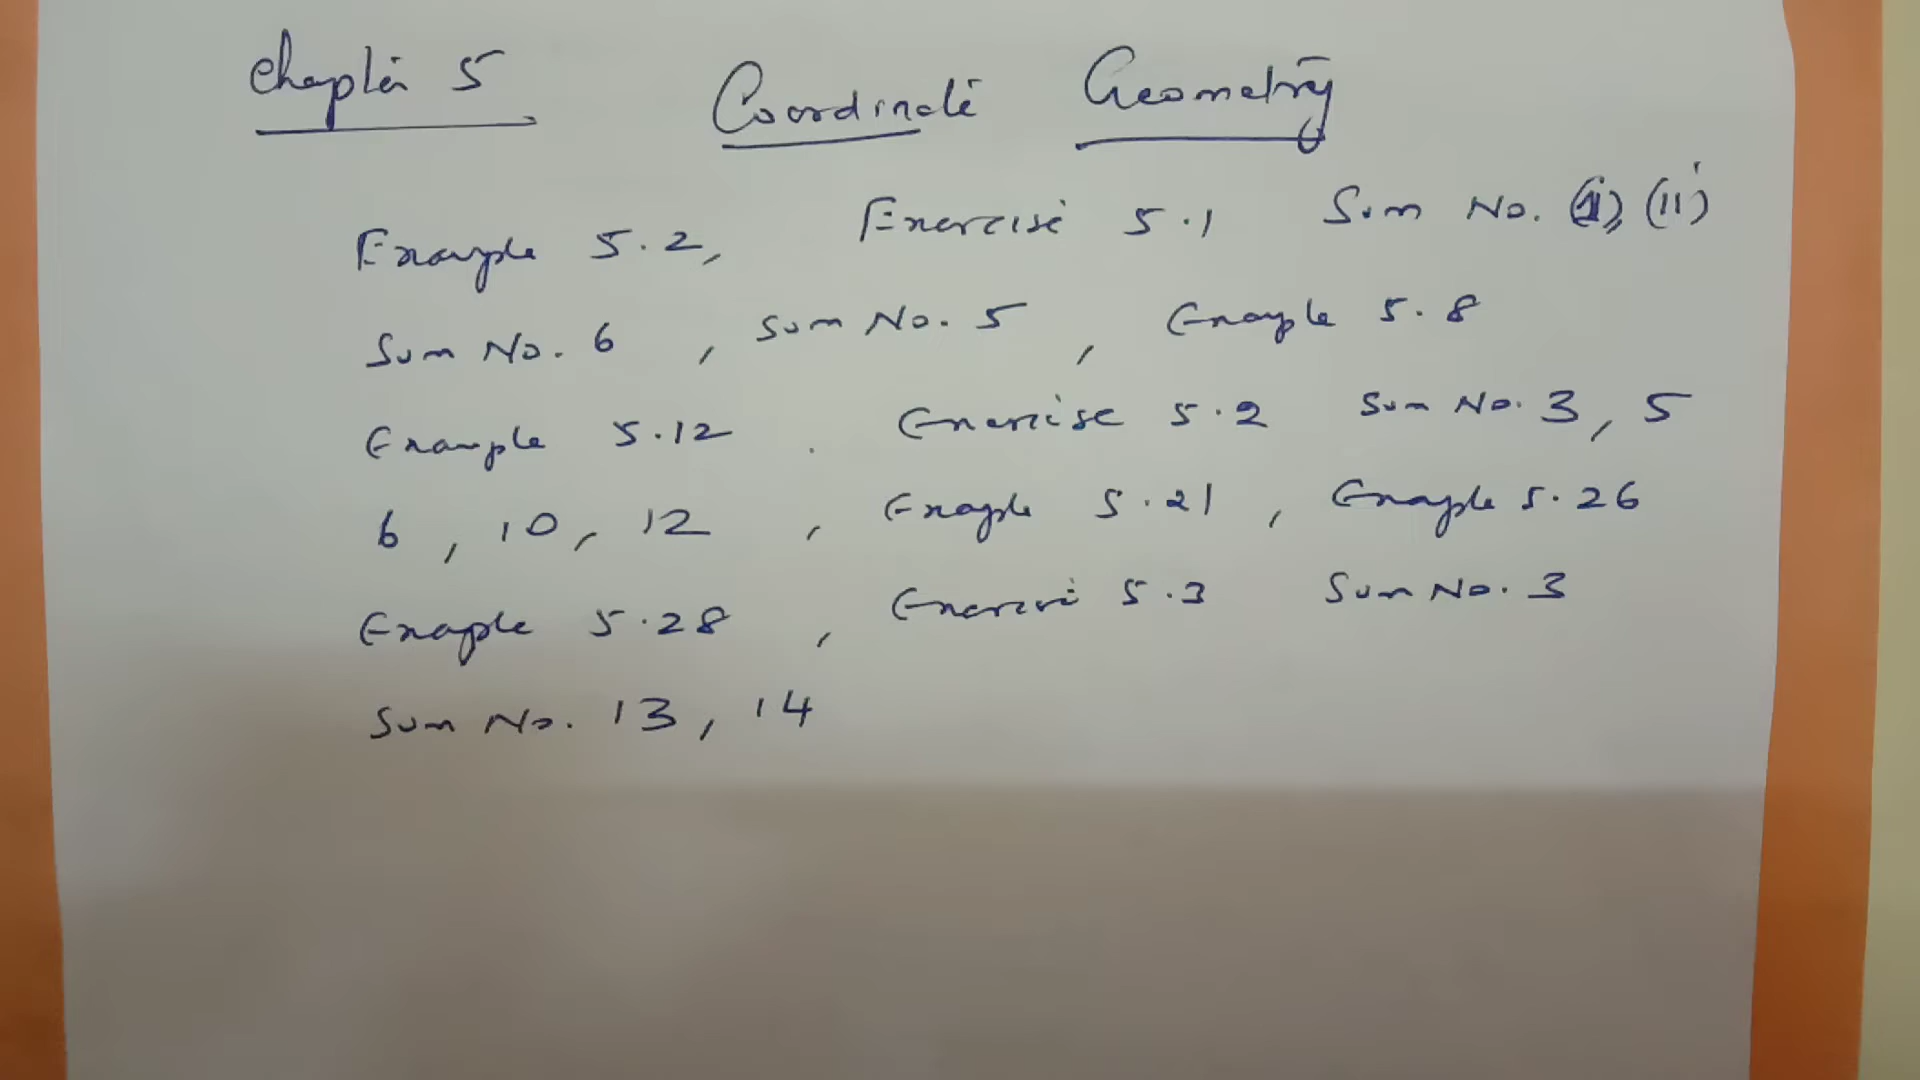 Chapter 5 Coordinate Geometry
Example 5.2, Exercise 5.1 Sum No. (i), (ii)
Sum No. 6 , Sum No. 5 , Example 5.8
Example 5.12 . Exercise 5.2 Sum No. 3, 5
6, 10, 12 , Example 5.21 , Example 5.26
Example 5.28 , Exercise 5.3 Sum No. 3
Sum No. 13, 14